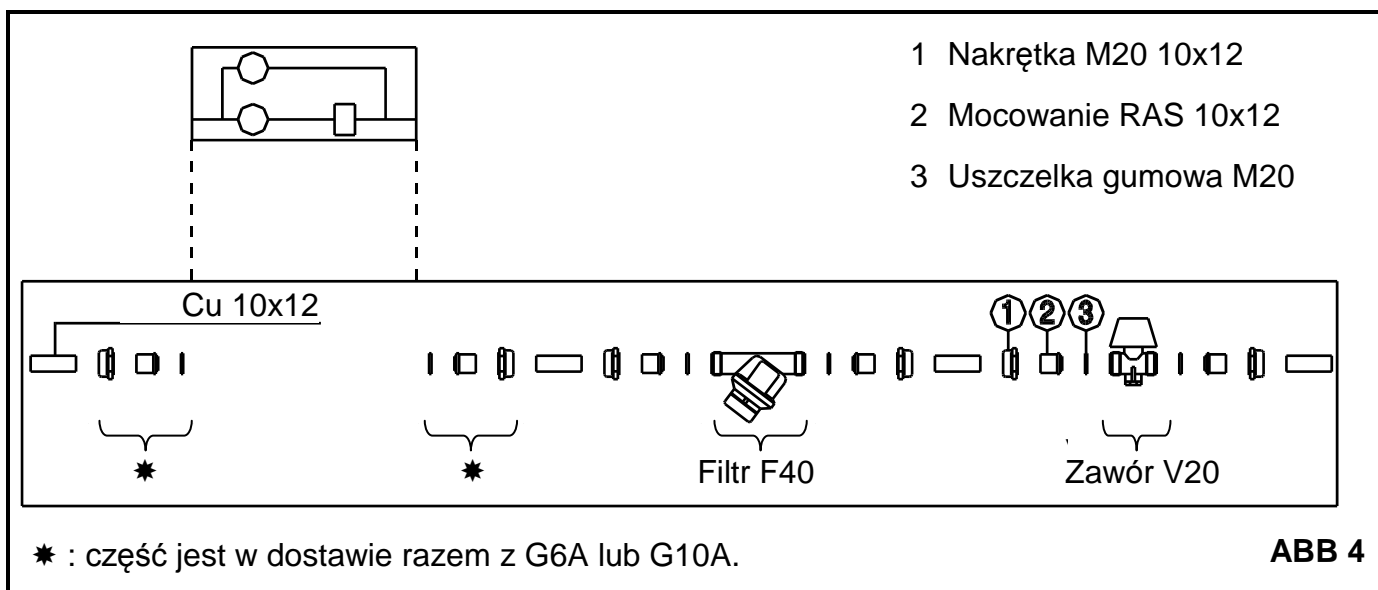 1 Nakrętka M20 10x12
2 Mocowanie RAS 10x12
3 Uszczelka gumowa M20
Cu 10x12
1 2 3
✸ ✸ Filtr F40 Zawór V20
✸ : część jest w dostawie razem z G6A lub G10A.
ABB 4